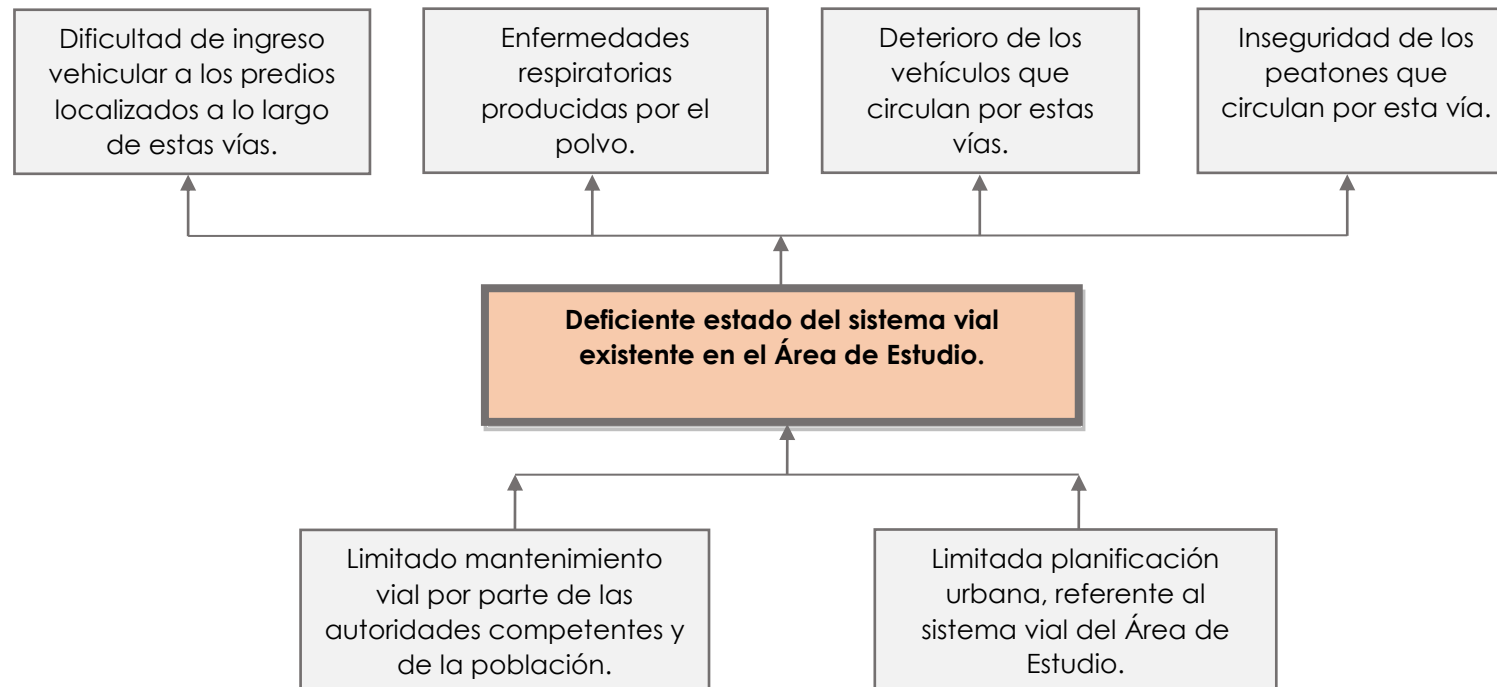 Dificultad de ingreso
vehicular a los predios
localizados a lo largo
de estas vías.
Enfermedades
respiratorias
producidas por el
polvo.
Deterioro de los
vehículos que
circulan por estas
vías.
Inseguridad de los
peatones que
circulan por esta vía.
Deficiente estado del sistema vial
existente en el Área de Estudio.
Limitado mantenimiento
vial por parte de las
autoridades competentes y
de la población.
Limitada planificación
urbana, referente al
sistema vial del Área de
Estudio.